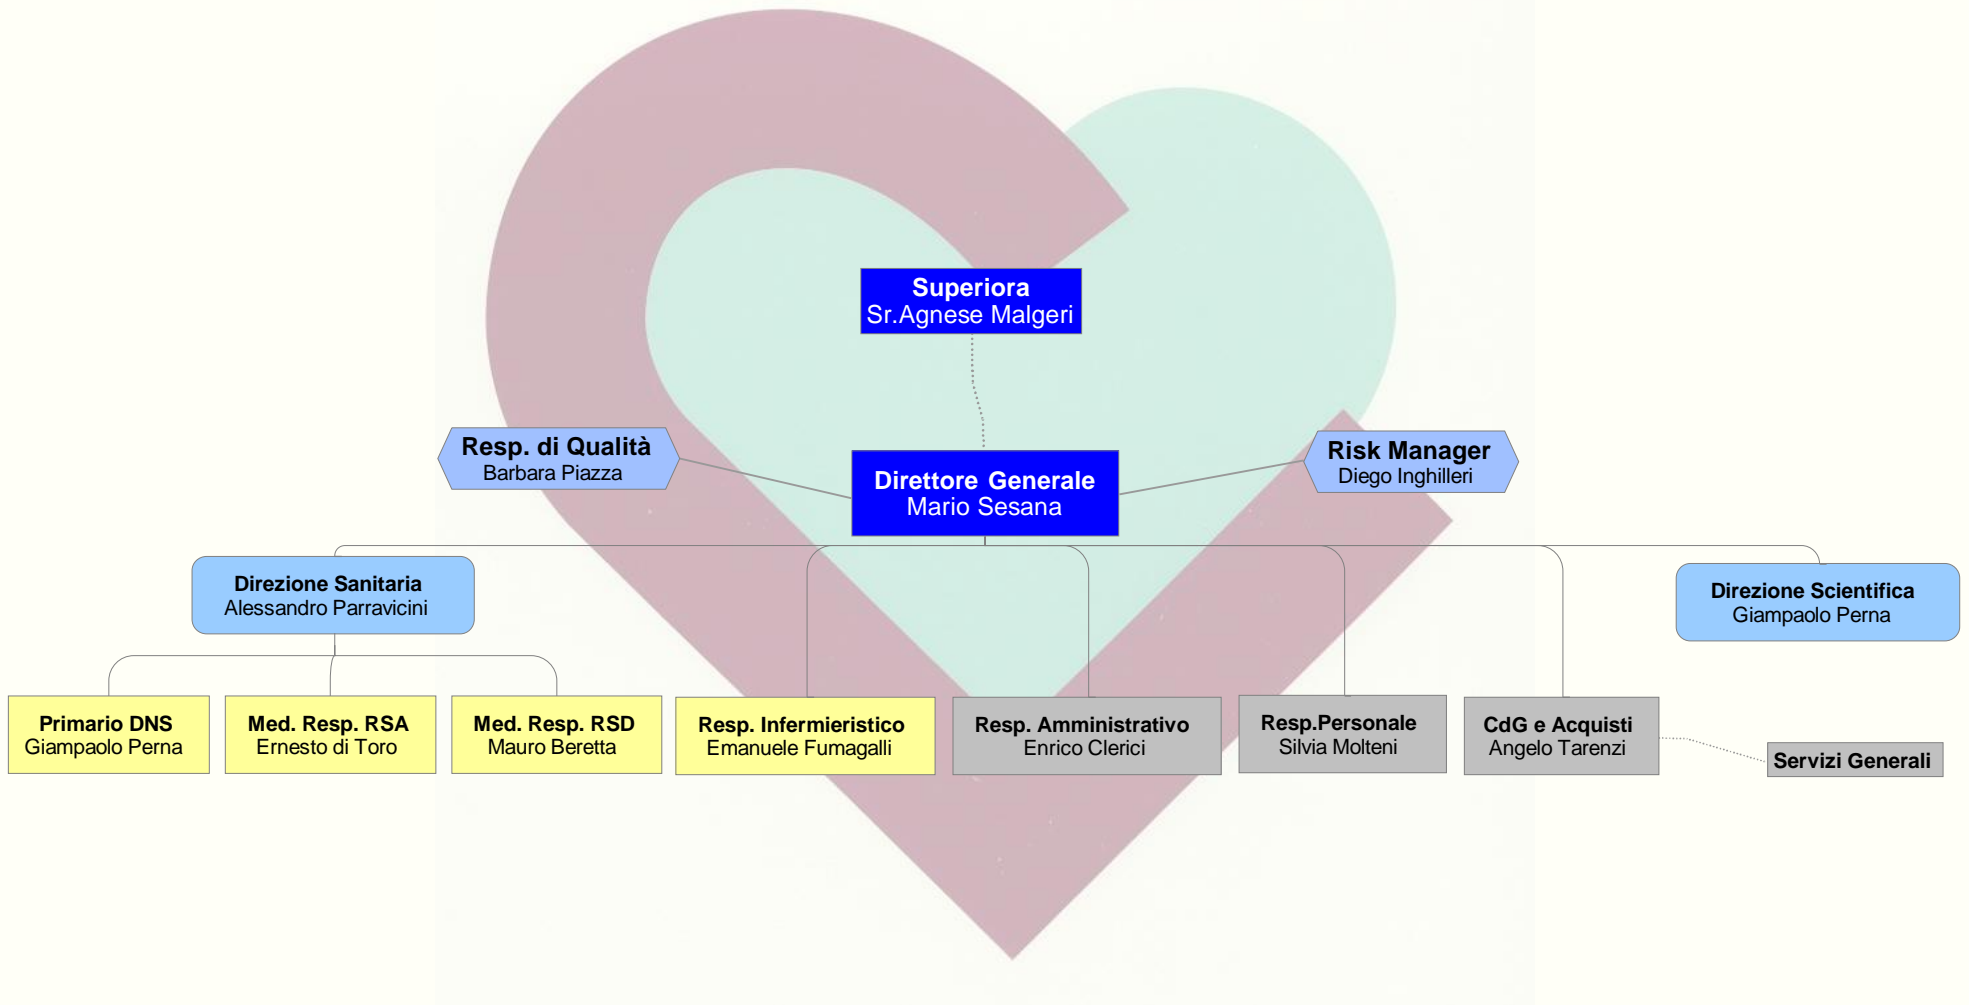 Superiora
Sr.Agnese Malgeri
Resp. di Qualità
Barbara Piazza
Direttore Generale
Mario Sesana
Risk Manager
Diego Inghilleri
Direzione Sanitaria
Alessandro Parravicini
Direzione Scientifica
Giampaolo Perna
Primario DNS
Giampaolo Perna
Med. Resp. RSA
Ernesto di Toro
Med. Resp. RSD
Mauro Beretta
Resp. Infermieristico
Emanuele Fumagalli
Resp. Amministrativo
Enrico Clerici
Resp.Personale
Silvia Molteni
CdG e Acquisti
Angelo Tarenzi
Servizi Generali